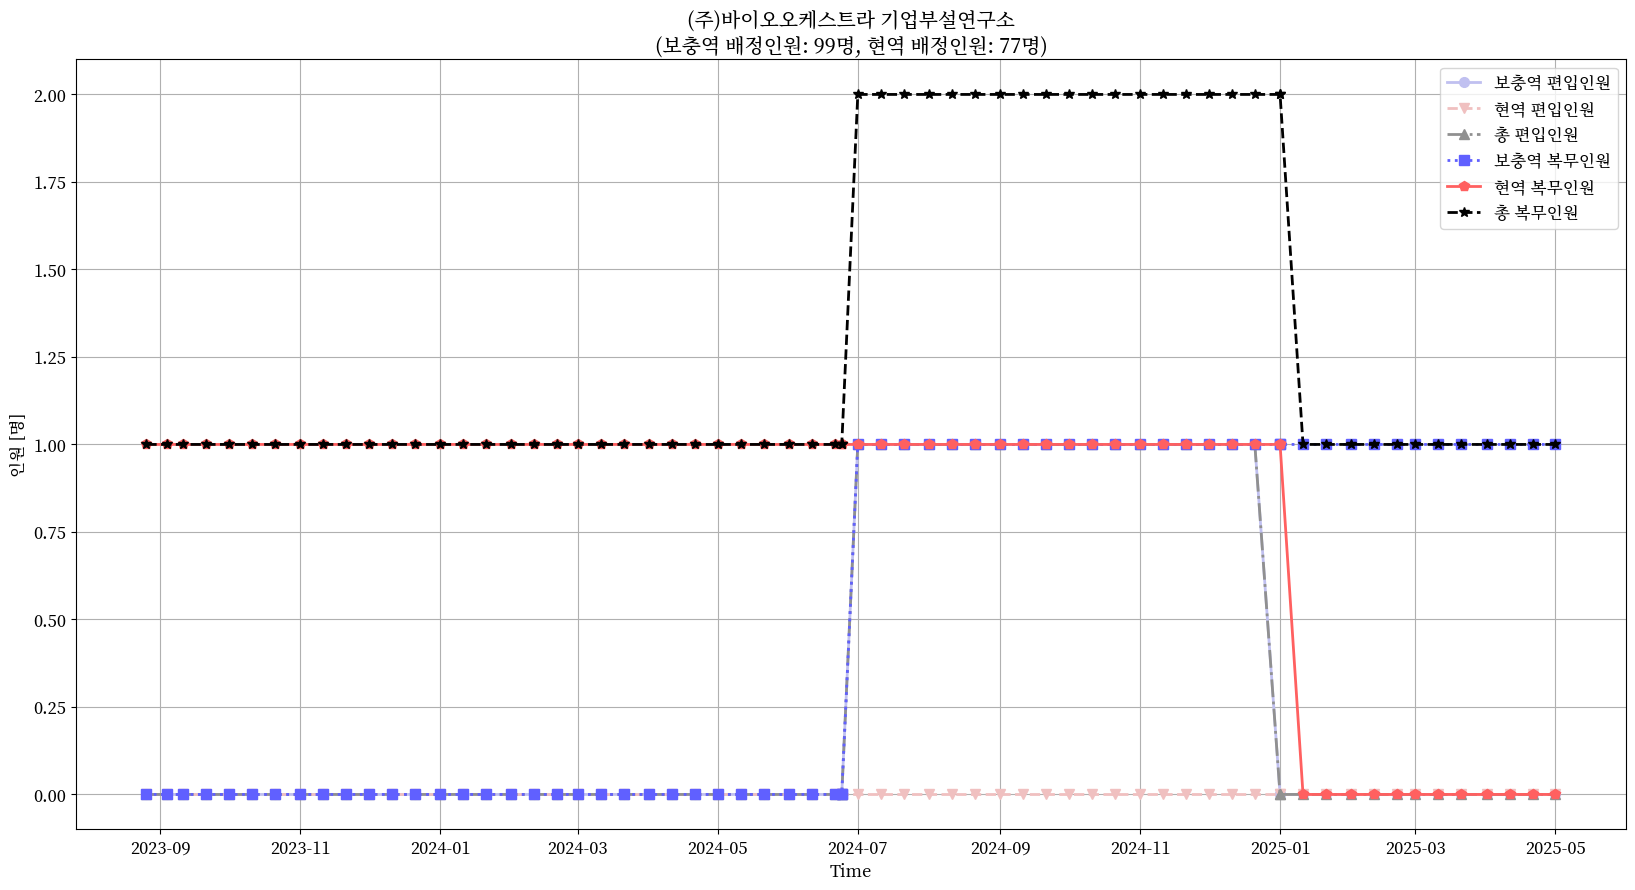 (주)바이오오케스트라 기업부설연구소
(보충역 배정인원: 99명, 현역 배정인원: 77명)
보충역 편입인원
현역 편입인원
총 편입인원
보충역 복무인원
현역 복무인원
총 복무인원
인원 [명]
2.00
1.75
1.50
1.25
1.00
0.75
0.50
0.25
0.00
2023-09 2023-11 2024-01 2024-03 2024-05 2024-07 2024-09 2024-11 2025-01 2025-03 2025-05
Time